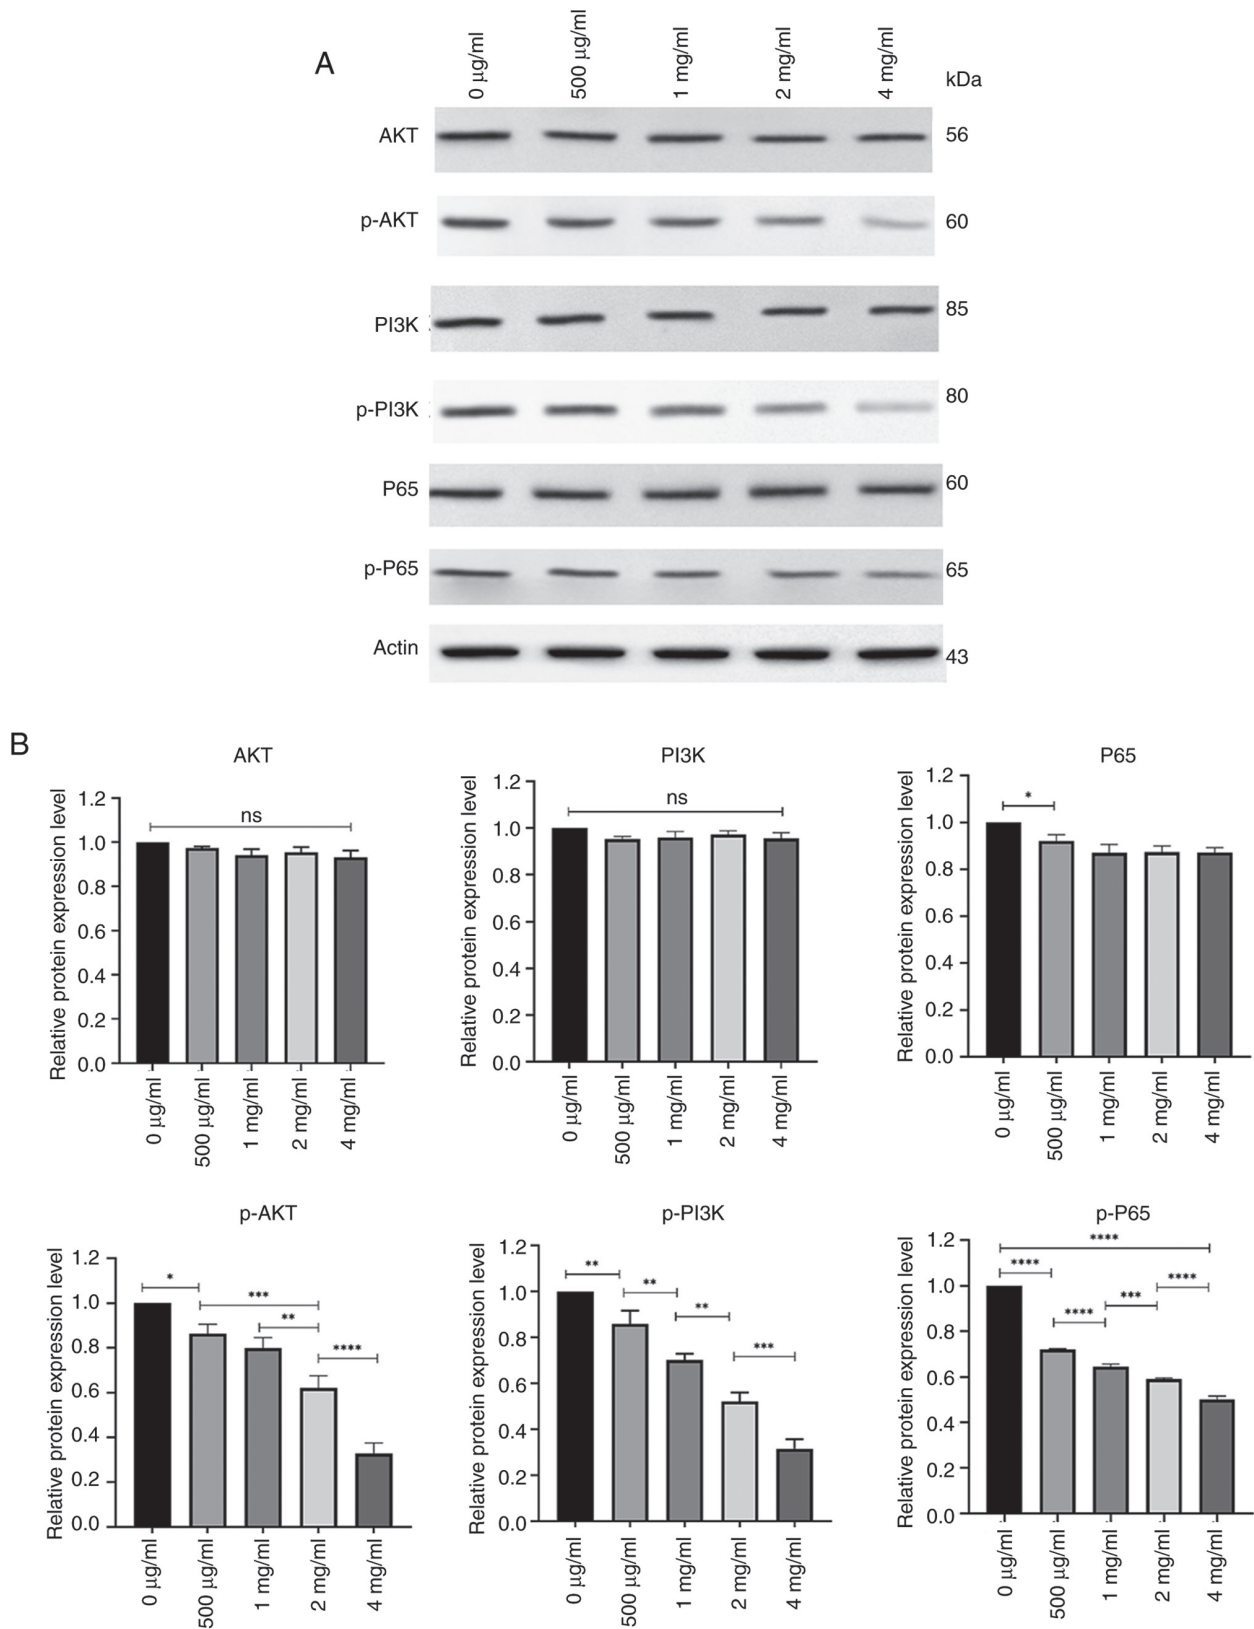 A
0 µg/ml
500 µg/ml
1 mg/ml
2 mg/ml
4 mg/ml
kDa
AKT
56
p-AKT
60
PI3K
85
p-PI3K
80
P65
60
p-P65
65
Actin
43
B
AKT
Relative protein expression level
1.2
1.0
0.8
0.6
0.4
0.2
0.0
ns
0 µg/ml
500 µg/ml
1 mg/ml
2 mg/ml
4 mg/ml
PI3K
Relative protein expression level
1.2
1.0
0.8
0.6
0.4
0.2
0.0
ns
0 µg/ml
500 µg/ml
1 mg/ml
2 mg/ml
4 mg/ml
P65
Relative protein expression level
1.2
1.0
0.8
0.6
0.4
0.2
0.0
*
0 µg/ml
500 µg/ml
1 mg/ml
2 mg/ml
4 mg/ml
p-AKT
Relative protein expression level
1.2
1.0
0.8
0.6
0.4
0.2
0.0
*
***
**
****
0 µg/ml
500 µg/ml
1 mg/ml
2 mg/ml
4 mg/ml
p-PI3K
Relative protein expression level
1.2
1.0
0.8
0.6
0.4
0.2
0.0
**
**
**
***
0 µg/ml
500 µg/ml
1 mg/ml
2 mg/ml
4 mg/ml
p-P65
Relative protein expression level
1.2
1.0
0.8
0.6
0.4
0.2
0.0
****
****
****
***
****
0 µg/ml
500 µg/ml
1 mg/ml
2 mg/ml
4 mg/ml